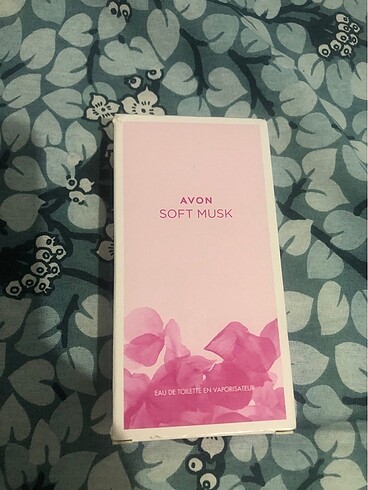 AVON
SOFT MUSK
EAU DE TOILETTE EN VAPORISATEUR